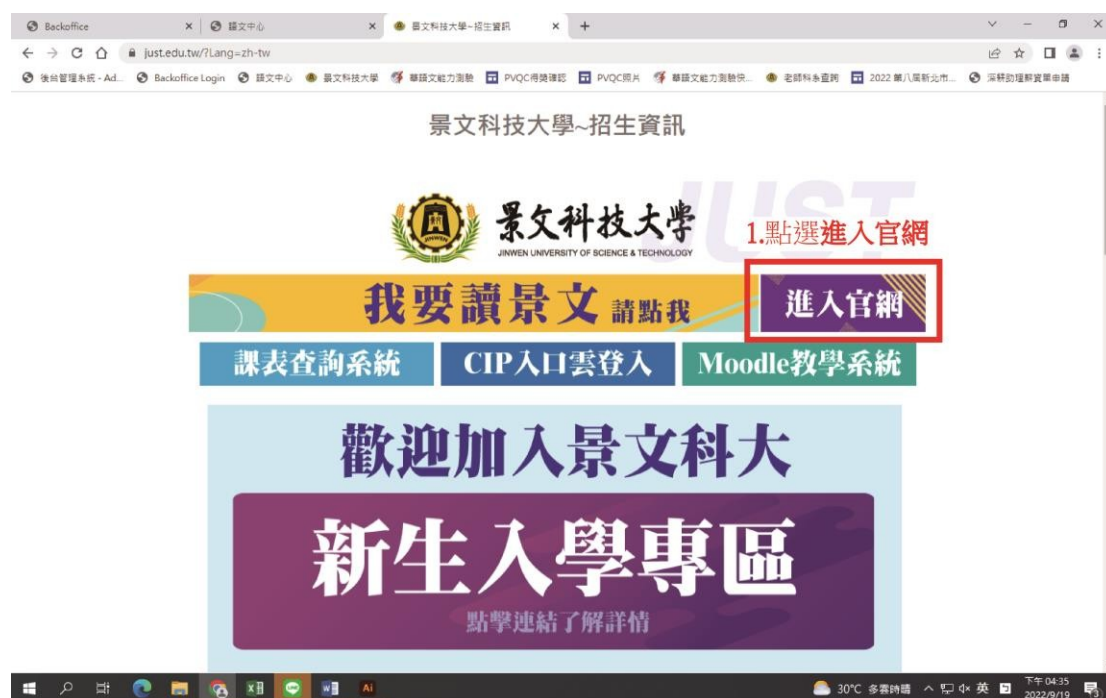 Backoffice
語文中心
景文科技大學-招生資訊
just.edu.tw/?Lang=zh-tw
後台管理系統 - Ad...
Backoffice Login
語文中心
景文科技大學
華語文能力測驗
PVQC得獎確認
PVQC照片
華語文能力測驗快...
老師科系查詢
2022 第八屆新北市...
深耕助理薪資單申請
景文科技大學~招生資訊
JUST
景文科技大學
JINWEN UNIVERSITY OF SCIENCE & TECHNOLOGY
1.點選進入官網
我要讀景文 請點我
進入官網
課表查詢系統
CIP入口雲登入
Moodle教學系統
歡迎加入景文科大
新生入學專區
點擊連結了解詳情
30°C 多雲時晴
英
下午 04:35
2022/9/19